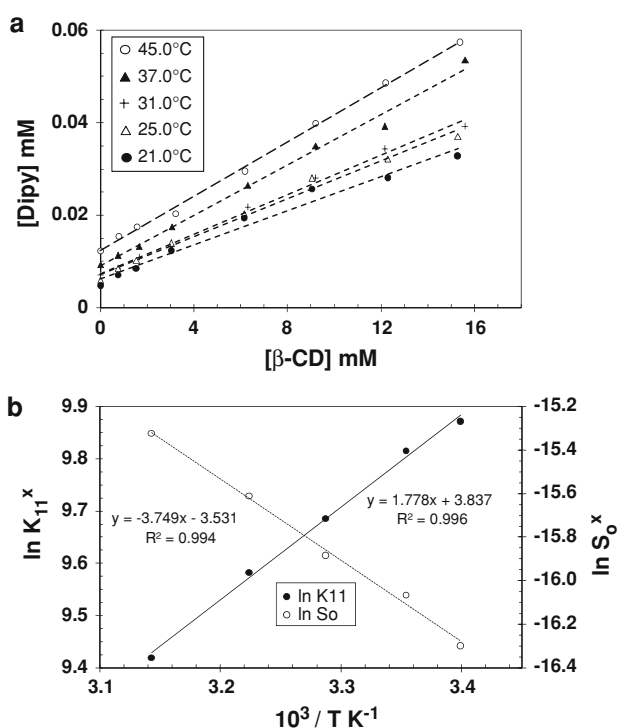 a
0.06
0.04
0.02
0
[Dipy] mM
45.0°C
37.0°C
31.0°C
25.0°C
21.0°C
0 4 8 12 16
[β-CD] mM
b
9.9
9.8
9.7
9.6
9.5
9.4
ln K₁₁ˣ
-15.2
-15.4
-15.6
-15.8
-16.0
-16.2
-16.4
ln Sₒˣ
y = -3.749x - 3.531
R² = 0.994
y = 1.778x + 3.837
R² = 0.996
ln K11
ln So
3.1 3.2 3.3 3.4
10³ / T K⁻¹